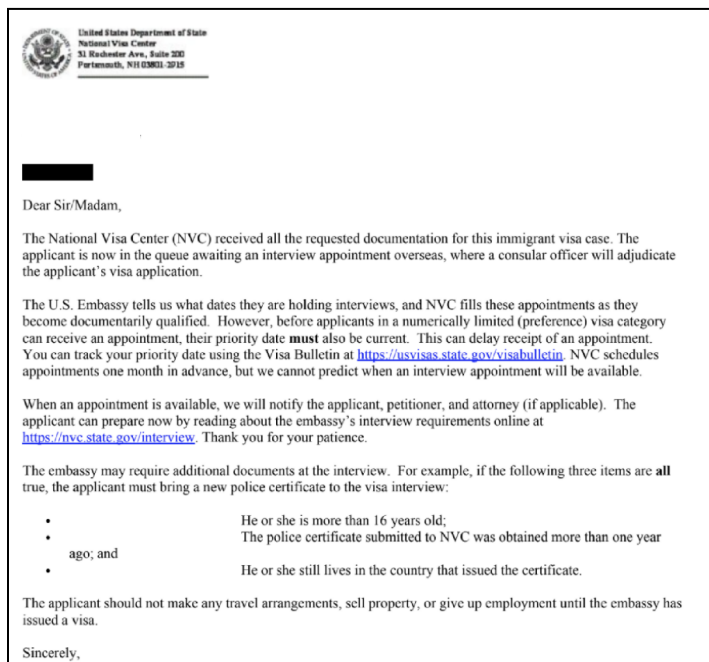 United States Department of State
National Visa Center
31 Rochester Ave., Suite 200
Portsmouth, NH 03801-2915
Dear Sir/Madam,
The National Visa Center (NVC) received all the requested documentation for this immigrant visa case. The
applicant is now in the queue awaiting an interview appointment overseas, where a consular officer will adjudicate
the applicant's visa application.
The U.S. Embassy tells us what dates they are holding interviews, and NVC fills these appointments as they
become documentarily qualified. However, before applicants in a numerically limited (preference) visa category
can receive an appointment, their priority date must also be current. This can delay receipt of an appointment.
You can track your priority date using the Visa Bulletin at https://usvisas.state.gov/visabulletin. NVC schedules
appointments one month in advance, but we cannot predict when an interview appointment will be available.
When an appointment is available, we will notify the applicant, petitioner, and attorney (if applicable). The
applicant can prepare now by reading about the embassy's interview requirements online at
https://nvc.state.gov/interview. Thank you for your patience.
The embassy may require additional documents at the interview. For example, if the following three items are all
true, the applicant must bring a new police certificate to the visa interview:
• He or she is more than 16 years old;
• The police certificate submitted to NVC was obtained more than one year
ago; and
• He or she still lives in the country that issued the certificate.
The applicant should not make any travel arrangements, sell property, or give up employment until the embassy has
issued a visa.
Sincerely,